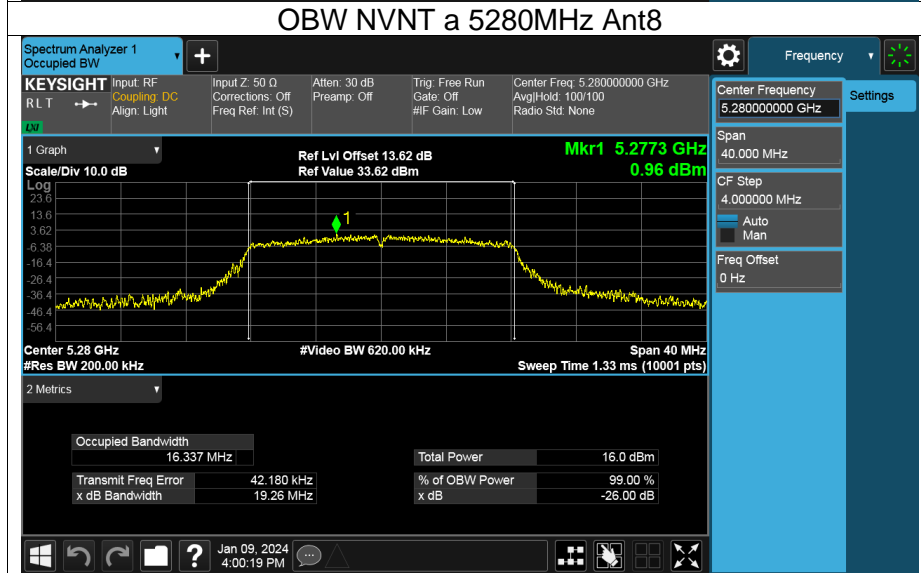 OBW NVNT a 5280MHz Ant8
Spectrum Analyzer 1
Occupied BW
+
Frequency
KEYSIGHT
R L T
LXI
Input: RF
Coupling: DC
Align: Light
Input Z: 50 Ω
Corrections: Off
Freq Ref: Int (S)
Atten: 30 dB
Preamp: Off
Trig: Free Run
Gate: Off
#IF Gain: Low
Center Freq: 5.280000000 GHz
Avg|Hold: 100/100
Radio Std: None
Center Frequency
5.280000000 GHz
Settings
Span
40.000 MHz
CF Step
4.000000 MHz
Auto
Man
Freq Offset
0 Hz
1 Graph
Scale/Div 10.0 dB
Ref Lvl Offset 13.62 dB
Ref Value 33.62 dBm
Mkr1 5.2773 GHz
0.96 dBm
Log
23.6
13.6
3.62
-6.38
-16.4
-26.4
-36.4
-46.4
-56.4
1
Center 5.28 GHz
#Res BW 200.00 kHz
#Video BW 620.00 kHz
Span 40 MHz
Sweep Time 1.33 ms (10001 pts)
2 Metrics
Occupied Bandwidth
16.337 MHz
Total Power 16.0 dBm
Transmit Freq Error 42.180 kHz
% of OBW Power 99.00 %
x dB Bandwidth 19.26 MHz
x dB -26.00 dB
?
Jan 09, 2024
4:00:19 PM